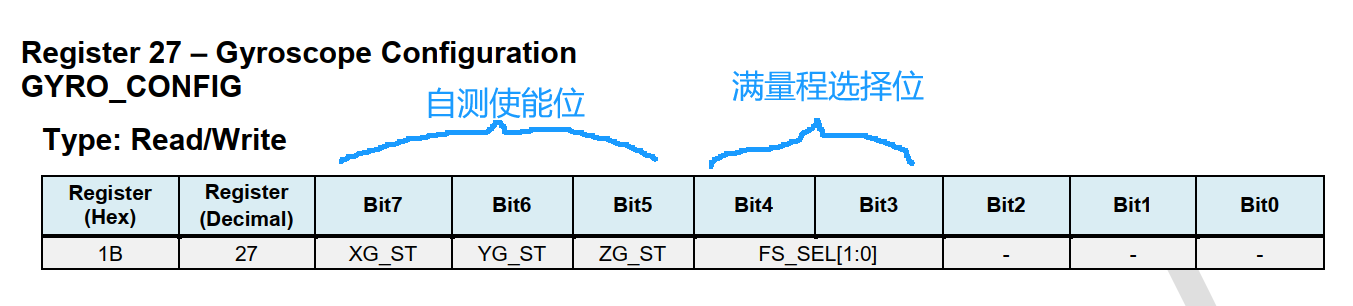 Register 27 – Gyroscope Configuration
GYRO_CONFIG
自测使能位
满量程选择位
Type: Read/Write
Register (Hex) Register (Decimal) Bit7 Bit6 Bit5 Bit4 Bit3 Bit2 Bit1 Bit0
1B 27 XG_ST YG_ST ZG_ST FS_SEL[1:0] - - -